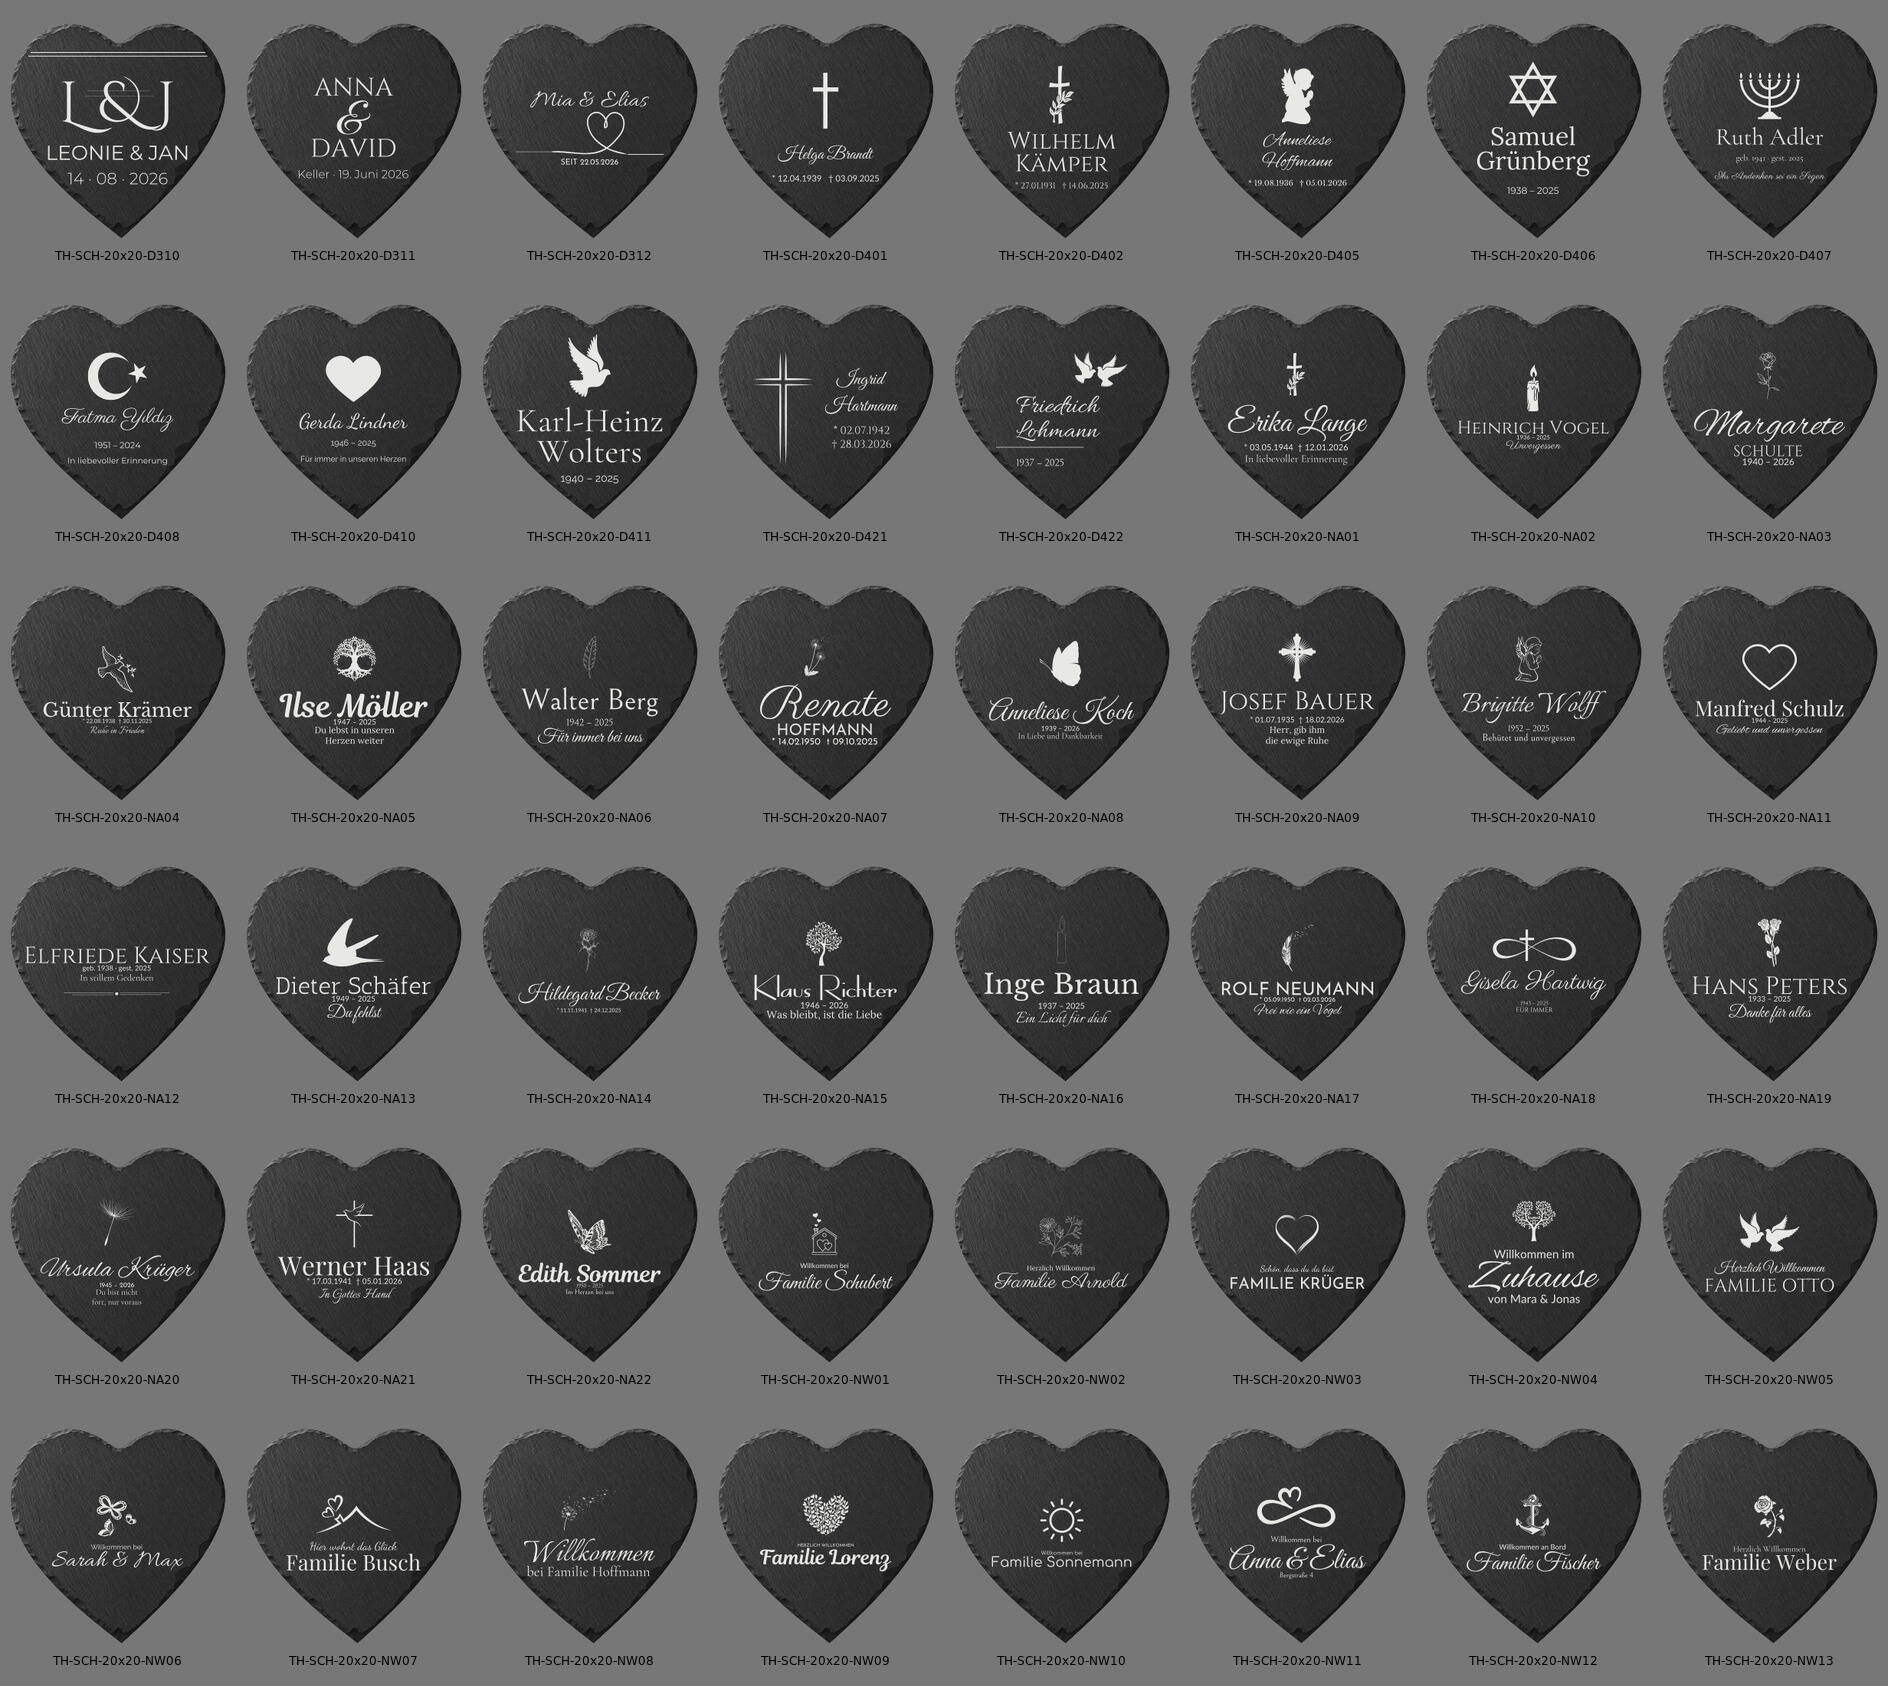 L & J
LEONIE & JAN
14 · 08 · 2026
TH-SCH-20x20-D310
ANNA
&
DAVID
Keller · 19. Juni 2026
TH-SCH-20x20-D311
Mia & Elias
SEIT 22.05.2026
TH-SCH-20x20-D312
Helga Brandt
* 12.04.1939 † 03.09.2025
TH-SCH-20x20-D401
WILHELM
KÄMPER
* 27.01.1931 † 14.06.2025
TH-SCH-20x20-D402
Anneliese
Hoffmann
* 19.08.1936 † 05.01.2026
TH-SCH-20x20-D405
Samuel
Grünberg
1938 – 2025
TH-SCH-20x20-D406
Ruth Adler
geb. 1941 · gest. 2025
Ihr Andenken sei ein Segen
TH-SCH-20x20-D407
Fatma Yıldız
1951 – 2024
In liebevoller Erinnerung
TH-SCH-20x20-D408
Gerda Lindner
1946 – 2025
Für immer in unseren Herzen
TH-SCH-20x20-D410
Karl-Heinz
Wolters
1940 – 2025
TH-SCH-20x20-D411
Ingrid
Hartmann
* 02.07.1942
† 28.03.2026
TH-SCH-20x20-D421
Friedrich
Lohmann
1937 – 2025
TH-SCH-20x20-D422
Erika Lange
* 03.05.1944 † 12.01.2026
In liebevoller Erinnerung
TH-SCH-20x20-NA01
HEINRICH VOGEL
1936 – 2025
Unvergessen
TH-SCH-20x20-NA02
Margarete
SCHULTE
1940 – 2026
TH-SCH-20x20-NA03
Günter Krämer
* 22.08.1938 † 30.11.2025
Ruhe in Frieden
TH-SCH-20x20-NA04
Ilse Möller
1947 – 2025
Du lebst in unseren
Herzen weiter
TH-SCH-20x20-NA05
Walter Berg
1942 – 2025
Für immer bei uns
TH-SCH-20x20-NA06
Renate
HOFFMANN
* 14.02.1950 † 09.10.2025
TH-SCH-20x20-NA07
Anneliese Koch
1939 – 2026
In Liebe und Dankbarkeit
TH-SCH-20x20-NA08
JOSEF BAUER
* 01.07.1935 † 18.02.2026
Herr, gib ihm
die ewige Ruhe
TH-SCH-20x20-NA09
Brigitte Wolff
1952 – 2025
Behütet und unvergessen
TH-SCH-20x20-NA10
Manfred Schulz
1944 – 2025
Geliebt und unvergessen
TH-SCH-20x20-NA11
ELFRIEDE KAISER
geb. 1938 · gest. 2025
In stillem Gedenken
TH-SCH-20x20-NA12
Dieter Schäfer
1949 – 2025
Du fehlst
TH-SCH-20x20-NA13
Hildegard Becker
* 11.11.1941 † 24.12.2025
TH-SCH-20x20-NA14
Klaus Richter
1946 – 2026
Was bleibt, ist die Liebe
TH-SCH-20x20-NA15
Inge Braun
1937 – 2025
Ein Licht für dich
TH-SCH-20x20-NA16
ROLF NEUMANN
* 05.09.1950 † 02.03.2026
Frei wie ein Vogel
TH-SCH-20x20-NA17
Gisela Hartwig
1943 – 2025
FÜR IMMER
TH-SCH-20x20-NA18
HANS PETERS
1933 – 2025
Danke für alles
TH-SCH-20x20-NA19
Ursula Krüger
1945 – 2026
Du bist nicht
fort, nur voraus
TH-SCH-20x20-NA20
Werner Haas
* 17.03.1941 † 05.01.2026
In Gottes Hand
TH-SCH-20x20-NA21
Edith Sommer
Im Herzen bei uns
TH-SCH-20x20-NA22
Willkommen bei
Familie Schubert
TH-SCH-20x20-NW01
Herzlich Willkommen
Familie Arnold
TH-SCH-20x20-NW02
Schön, dass du da bist
FAMILIE KRÜGER
TH-SCH-20x20-NW03
Willkommen im
Zuhause
von Mara & Jonas
TH-SCH-20x20-NW04
Herzlich Willkommen
FAMILIE OTTO
TH-SCH-20x20-NW05
Willkommen bei
Sarah & Max
TH-SCH-20x20-NW06
Hier wohnt das Glück
Familie Busch
TH-SCH-20x20-NW07
Willkommen
bei Familie Hoffmann
TH-SCH-20x20-NW08
HERZLICH WILLKOMMEN
Familie Lorenz
TH-SCH-20x20-NW09
Willkommen bei
Familie Sonnemann
TH-SCH-20x20-NW10
Willkommen bei
Anna & Elias
Bergstraße 4
TH-SCH-20x20-NW11
Willkommen an Bord
Familie Fischer
TH-SCH-20x20-NW12
Herzlich Willkommen
Familie Weber
TH-SCH-20x20-NW13